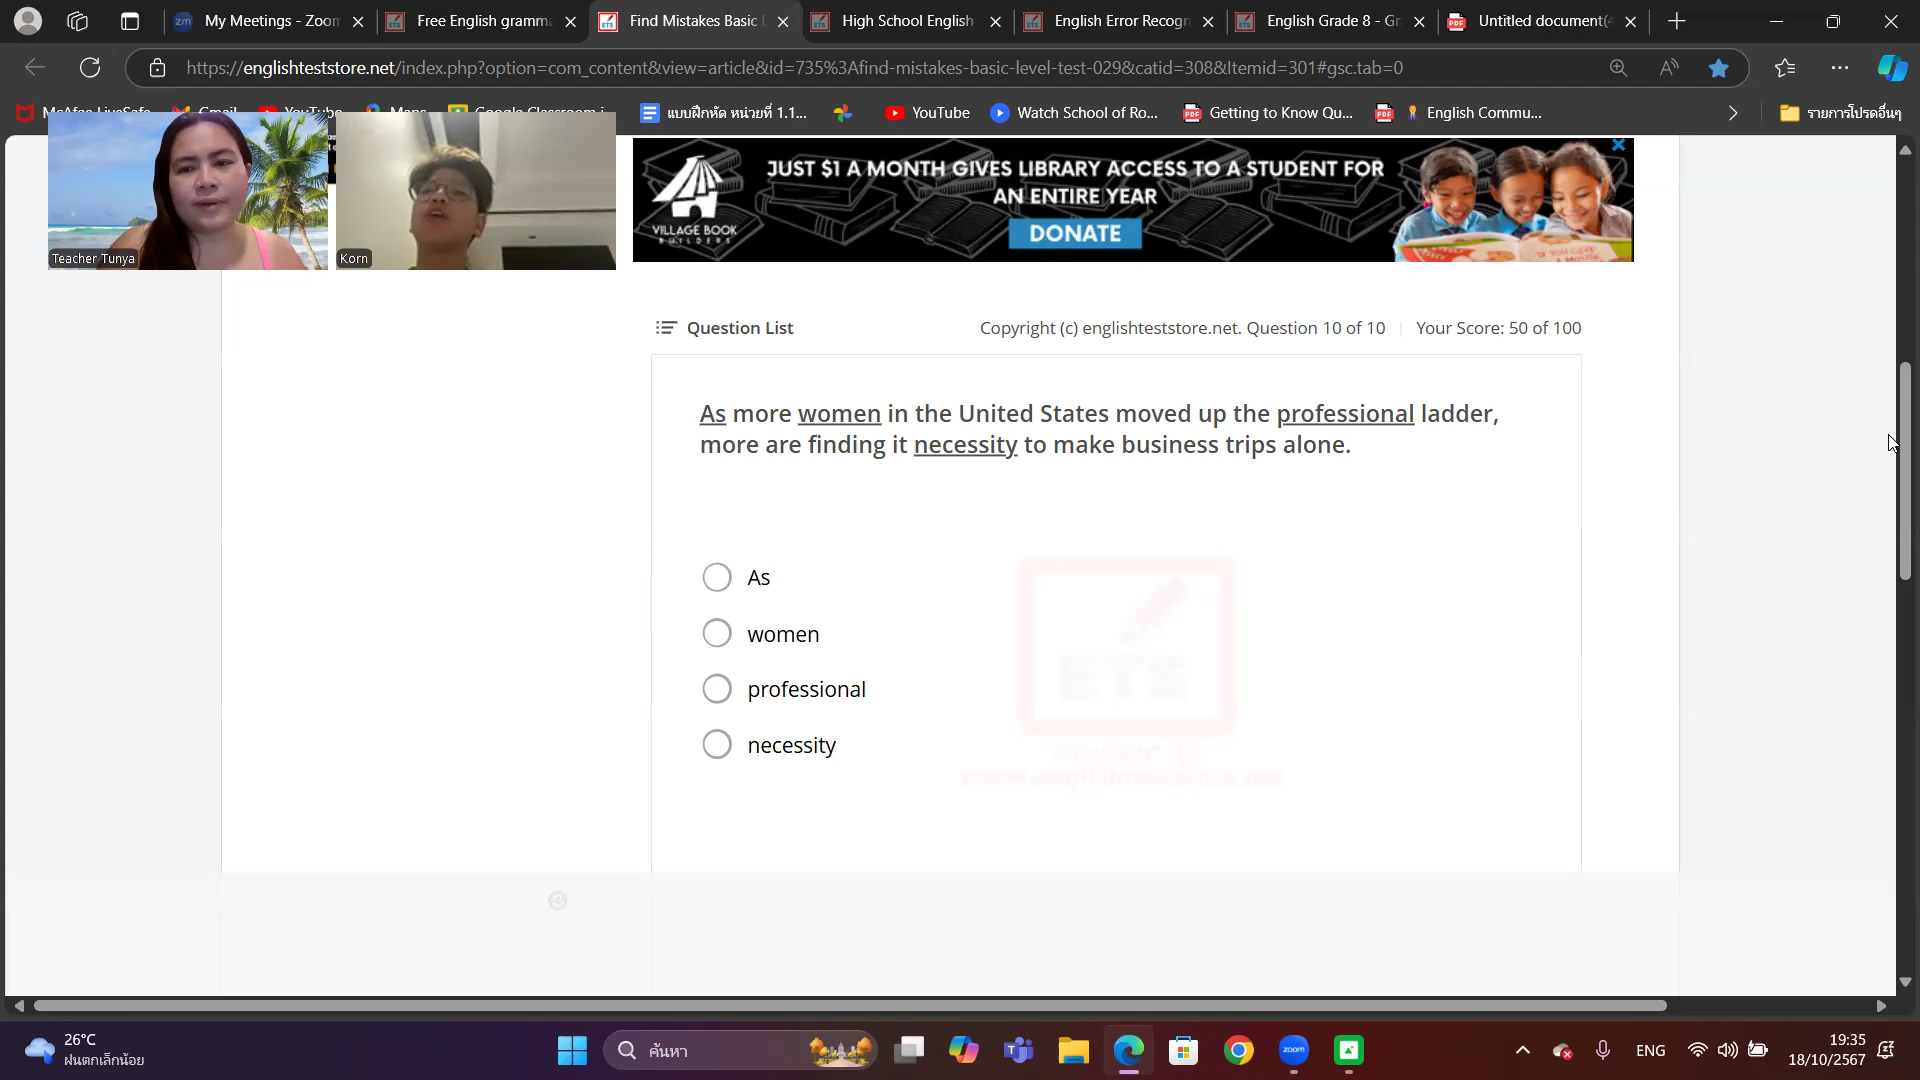 My Meetings - Zoom
Free English gramma
Find Mistakes Basic
High School English
English Error Recogn
English Grade 8 - Gr
Untitled document(4
https://englishteststore.net/index.php?option=com_content&view=article&id=735%3Afind-mistakes-basic-level-test-029&catid=308&Itemid=301#gsc.tab=0
แบบฝึกหัด หน่วยที่ 1.1...
YouTube
Watch School of Ro...
Getting to Know Qu...
English Commu...
รายการโปรดอื่นๆ
Teacher Tunya
Korn
VILLAGE BOOK
BUILDERS
JUST $1 A MONTH GIVES LIBRARY ACCESS TO A STUDENT FOR
AN ENTIRE YEAR
DONATE
Question List
Copyright (c) englishteststore.net. Question 10 of 10
Your Score: 50 of 100
As more women in the United States moved up the professional ladder,
more are finding it necessity to make business trips alone.
As
women
professional
necessity
ETS
26°C
ฝนตกเล็กน้อย
ค้นหา
zoom
ENG
19:35
18/10/2567